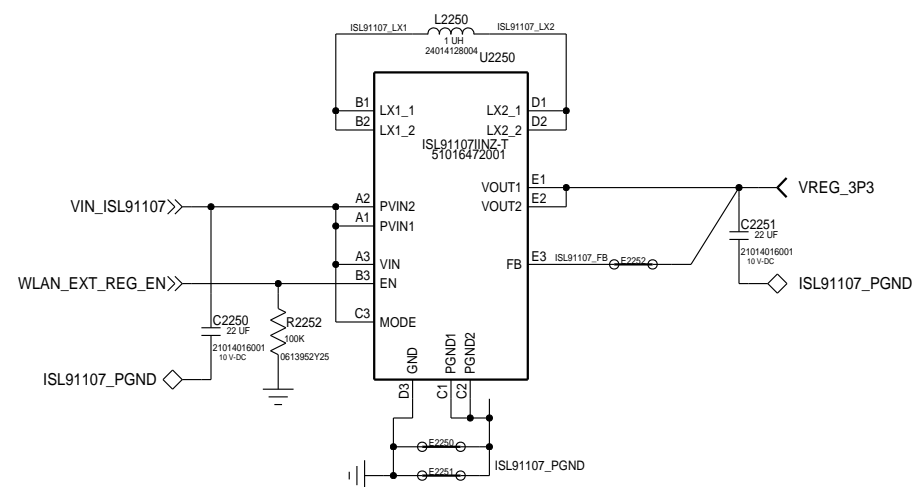 L2250
ISL91107_LX1
ISL91107_LX2
1 UH
24014128004
U2250
B1
LX1_1
LX2_1
D1
B2
LX1_2
LX2_2
D2
ISL91107IINZ-T
51016472001
VIN_ISL91107
A2
PVIN2
VOUT1
E1
VREG_3P3
A1
PVIN1
VOUT2
E2
C2251
22 UF
21014016001
10 V-DC
A3
VIN
FB
E3
ISL91107_FB
E2252
WLAN_EXT_REG_EN
B3
EN
ISL91107_PGND
C3
MODE
C2250
22 UF
21014016001
10 V-DC
R2252
100K
0613952Y25
GND
PGND1
PGND2
ISL91107_PGND
D3
C1
C2
E2250
E2251
ISL91107_PGND